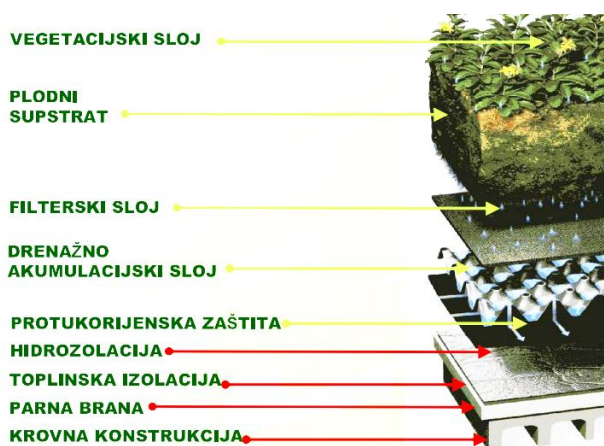 VEGETACIJSKI SLOJ
PLODNI
SUPSTRAT
FILTERSKI SLOJ
DRENAŽNO
AKUMULACIJSKI SLOJ
PROTUKORIJENSKA ZAŠTITA
HIDROZOLACIJA
TOPLINSKA IZOLACIJA
PARNA BRANA
KROVNA KONSTRUKCIJA